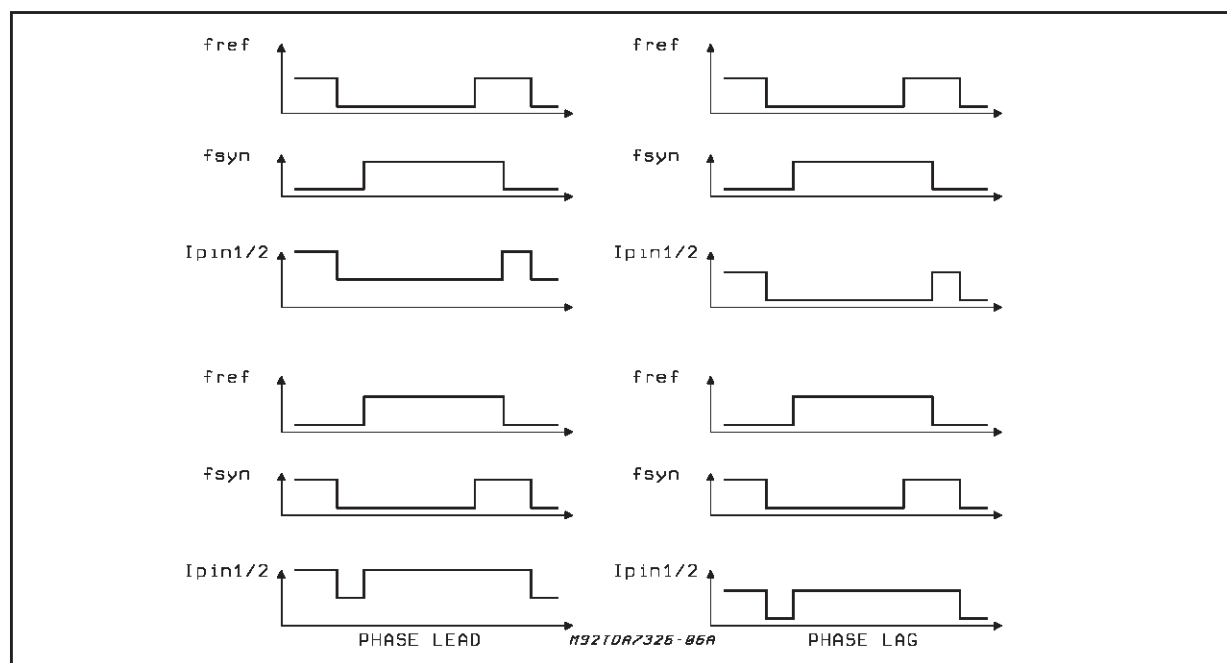 fref
fref
fsyn
fsyn
Ipin1/2
Ipin1/2
fref
fref
fsyn
fsyn
Ipin1/2
Ipin1/2
PHASE LEAD
M92TDA7326-06A
PHASE LAG